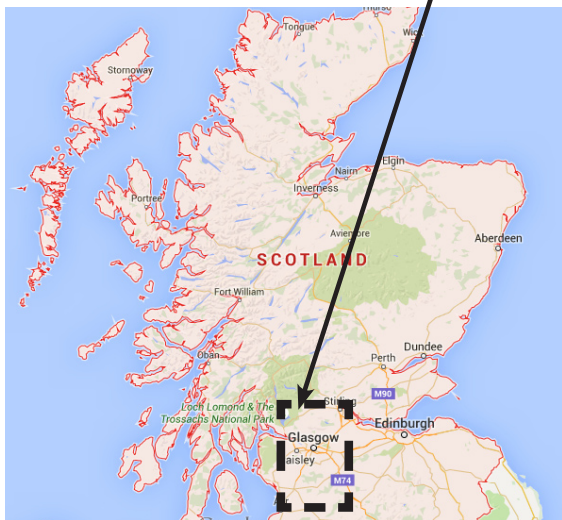 Thurso
Tongue
Wick
Stornoway
Elgin
Nairn
Inverness
Portree
Aviemore
Aberdeen
SCOTLAND
Fort William
Dundee
Oban
Perth
M90
Stirling
Loch Lomond & The
Trossachs National Park
Edinburgh
Glasgow
aisley
M74